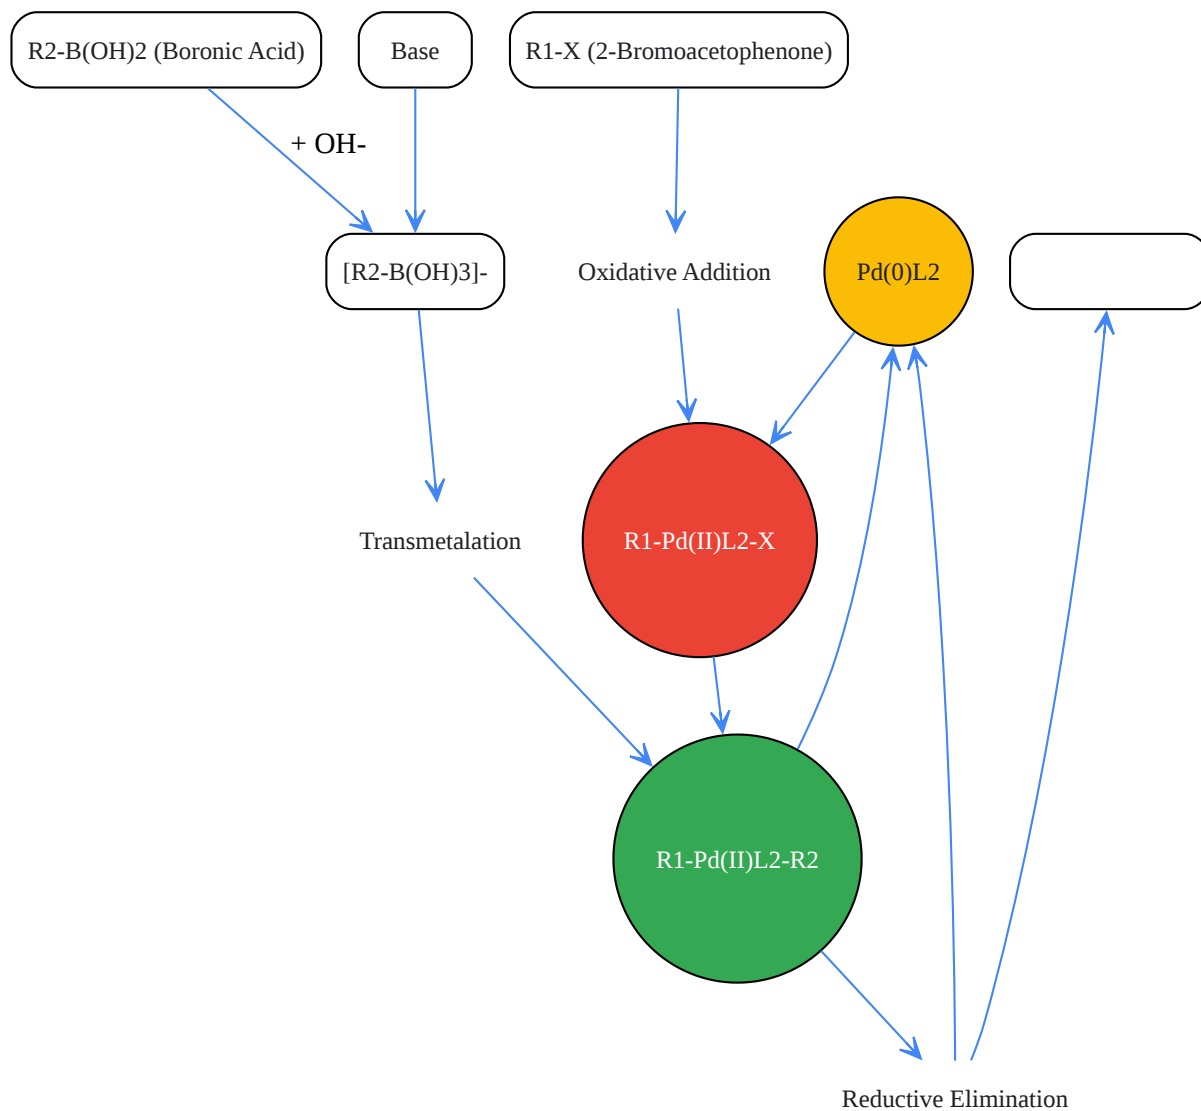 R2-B(OH)2 (Boronic Acid)
Base
R1-X (2-Bromoacetophenone)
+ OH-
[R2-B(OH)3]-
Oxidative Addition
Pd(0)L2
Transmetalation
R1-Pd(II)L2-X
R1-Pd(II)L2-R2
Reductive Elimination